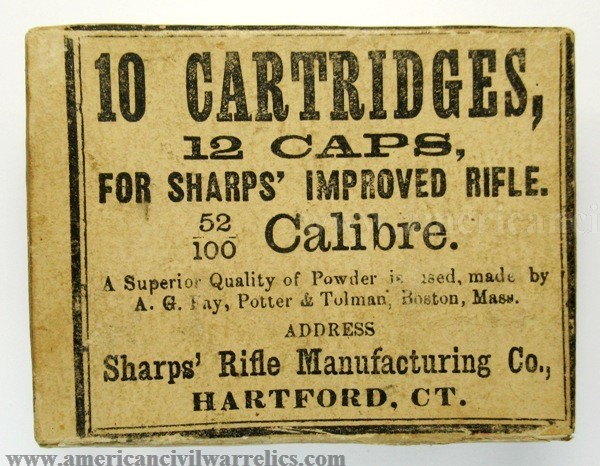 10 CARTRIDGES,
12 CAPS,
FOR SHARPS' IMPROVED RIFLE.
52/100 Calibre.
A Superior Quality of Powder is used, made by
A. G. Fay, Potter & Tolman, Boston, Mass.
ADDRESS
Sharps' Rifle Manufacturing Co.,
HARTFORD, CT.
www.americancivilwarrelics.com